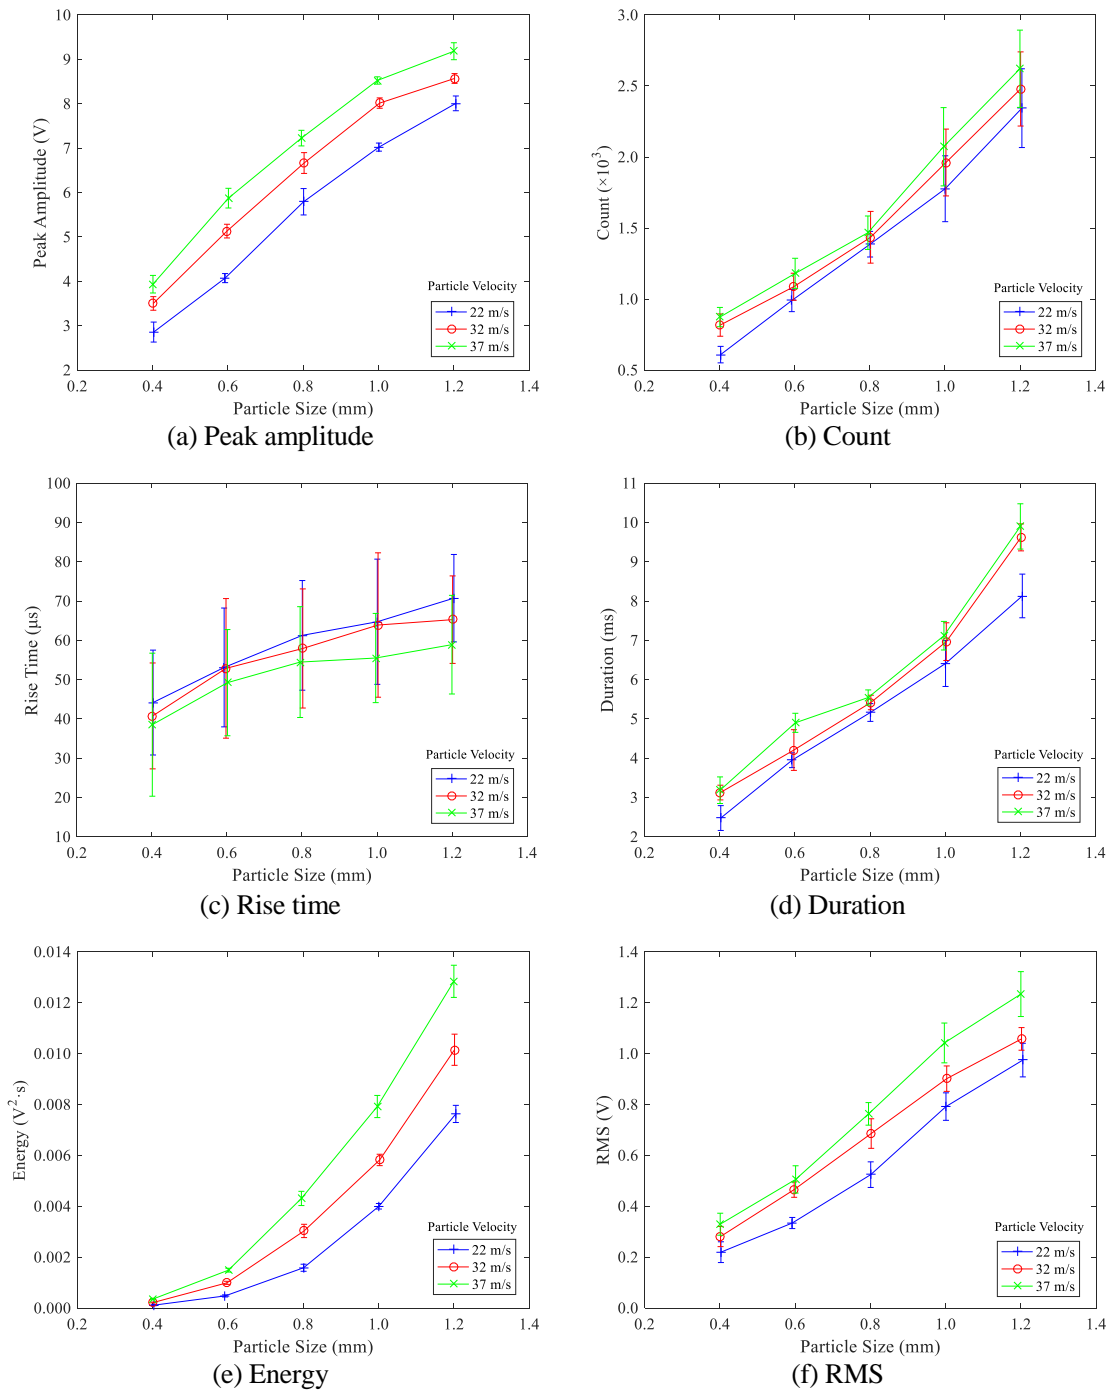 10
9
8
7
6
5
4
3
2
Peak Amplitude (V)
0.2 0.4 0.6 0.8 1.0 1.2 1.4
Particle Size (mm)
Particle Velocity
22 m/s
32 m/s
37 m/s
(a) Peak amplitude
3.0
2.5
2.0
1.5
1.0
0.5
Count (×10³)
0.2 0.4 0.6 0.8 1.0 1.2 1.4
Particle Size (mm)
Particle Velocity
22 m/s
32 m/s
37 m/s
(b) Count
100
90
80
70
60
50
40
30
20
10
Rise Time (μs)
0.2 0.4 0.6 0.8 1.0 1.2 1.4
Particle Size (mm)
Particle Velocity
22 m/s
32 m/s
37 m/s
(c) Rise time
11
10
9
8
7
6
5
4
3
2
Duration (ms)
0.2 0.4 0.6 0.8 1.0 1.2 1.4
Particle Size (mm)
Particle Velocity
22 m/s
32 m/s
37 m/s
(d) Duration
0.014
0.012
0.010
0.008
0.006
0.004
0.002
0.000
Energy (V²·s)
0.2 0.4 0.6 0.8 1.0 1.2 1.4
Particle Size (mm)
Particle Velocity
22 m/s
32 m/s
37 m/s
(e) Energy
1.4
1.2
1.0
0.8
0.6
0.4
0.2
0.0
RMS (V)
0.2 0.4 0.6 0.8 1.0 1.2 1.4
Particle Size (mm)
Particle Velocity
22 m/s
32 m/s
37 m/s
(f) RMS